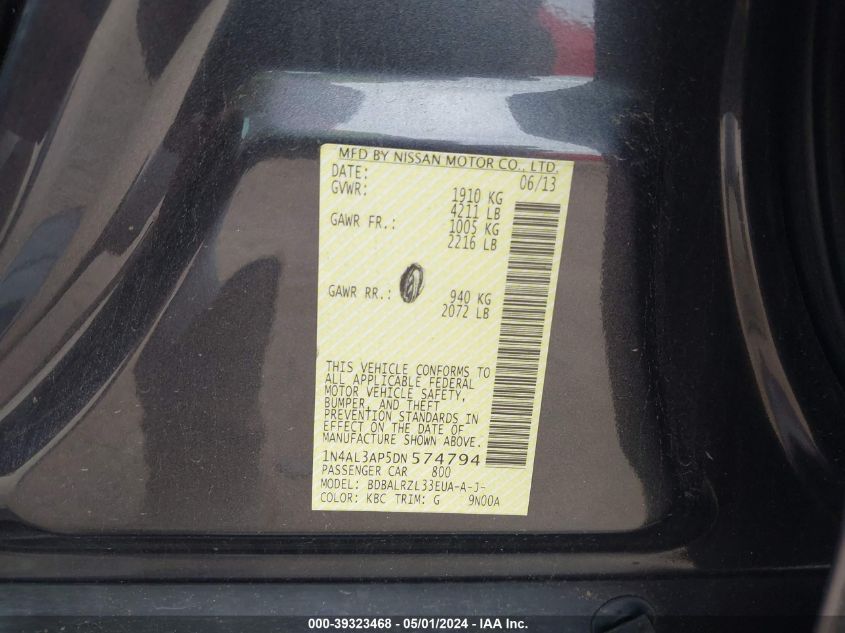 MFD BY NISSAN MOTOR CO., LTD.
DATE: 06/13
GVWR: 1910 KG
4211 LB
GAWR FR.: 1005 KG
2216 LB
GAWR RR.: 940 KG
2072 LB
THIS VEHICLE CONFORMS TO
ALL APPLICABLE FEDERAL
MOTOR VEHICLE SAFETY,
BUMPER, AND THEFT
PREVENTION STANDARDS IN
EFFECT ON THE DATE OF
MANUFACTURE SHOWN ABOVE.
1N4AL3AP5DN574794
PASSENGER CAR 800
MODEL: BDBALRZL33EUA-A-J-
COLOR: KBC TRIM: G 9N00A
000-39323468 - 05/01/2024 - IAA Inc.